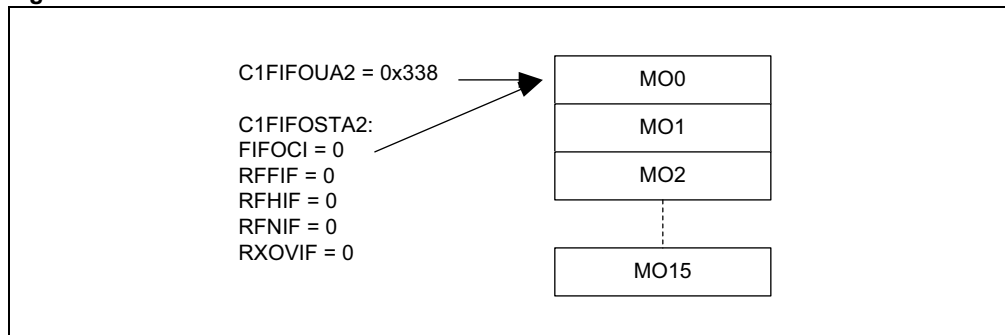 C1FIFOUA2 = 0x338
C1FIFOSTA2:
FIFOCI = 0
RFFIF = 0
RFHIF = 0
RFNIF = 0
RXOVIF = 0
MO0
MO1
MO2
MO15